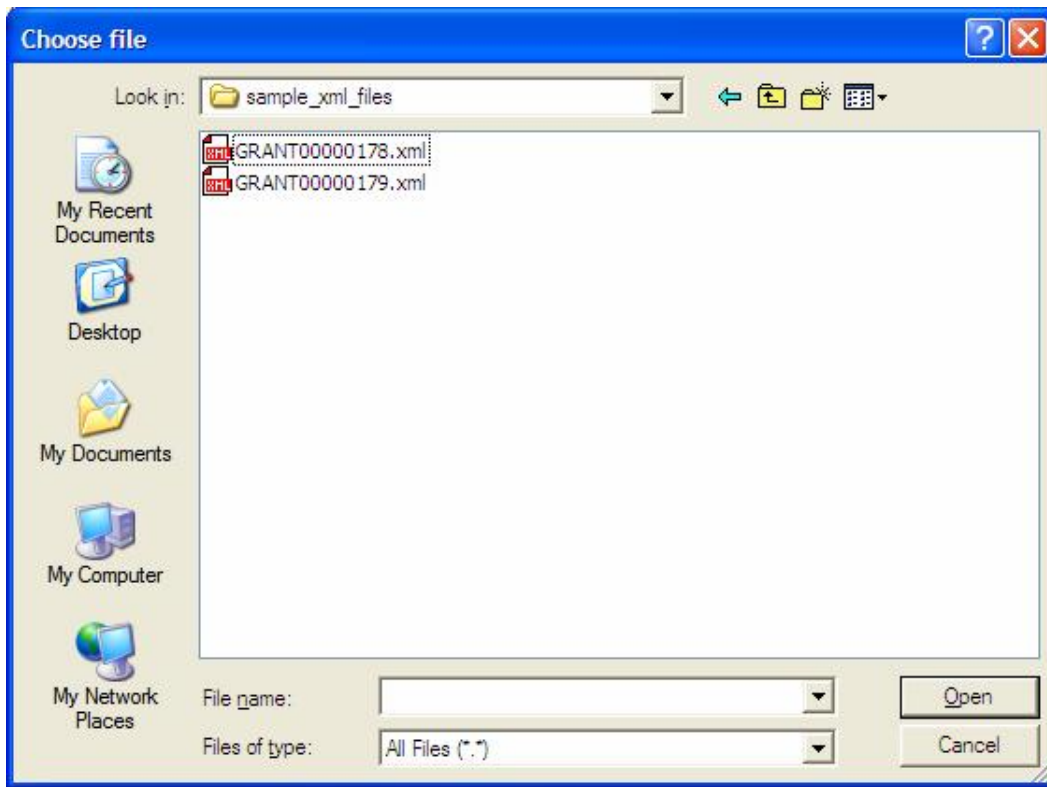 Choose file
Look in:
sample_xml_files
GRANT00000178.xml
GRANT00000179.xml
My Recent
Documents
Desktop
My Documents
My Computer
My Network
Places
File name:
Open
Files of type:
All Files (*.*)
Cancel